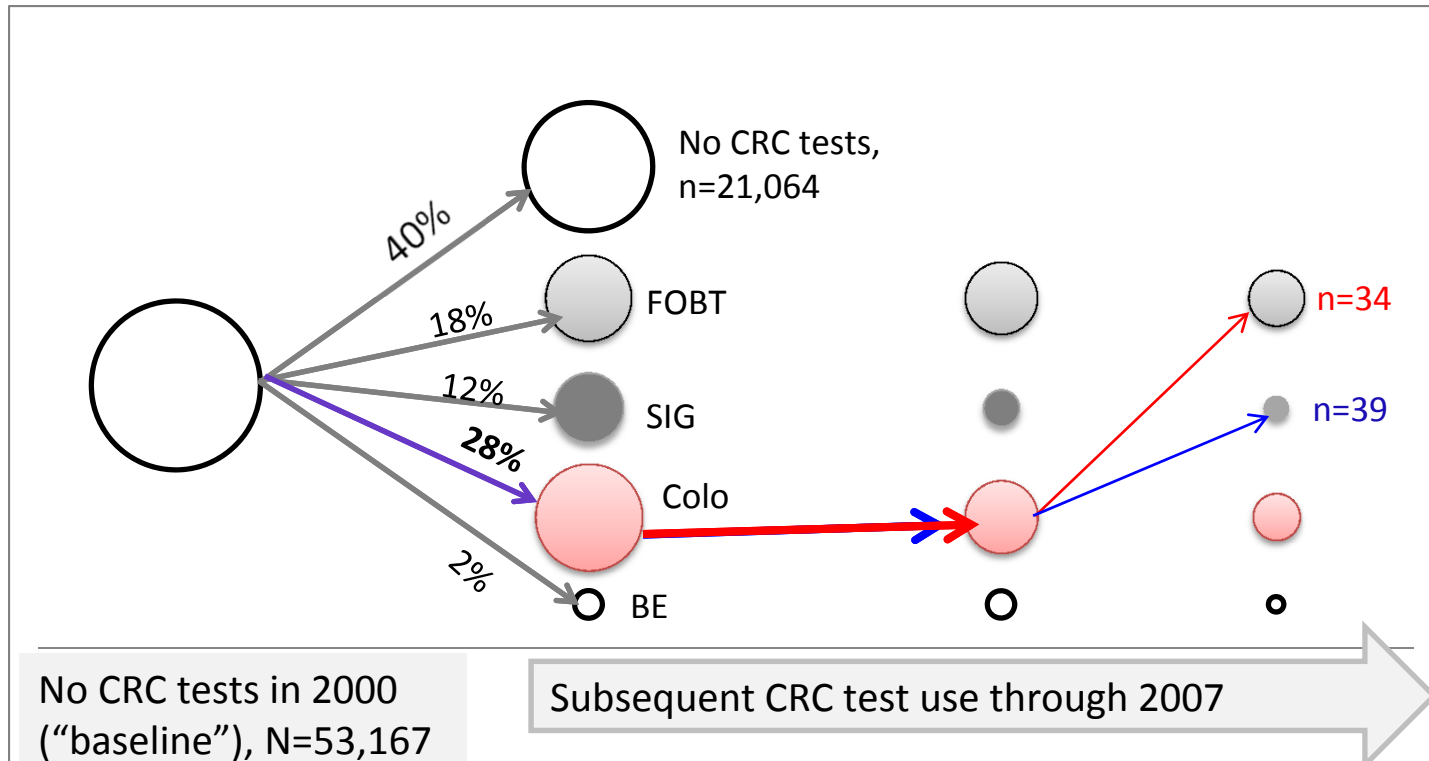 No CRC tests,
n=21,064
40%
FOBT
n=34
18%
12%
SIG
n=39
28%
Colo
2%
BE
No CRC tests in 2000
(“baseline”), N=53,167
Subsequent CRC test use through 2007